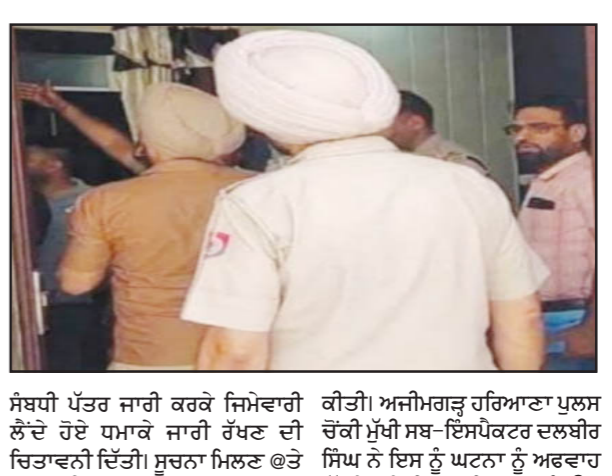 ਸੰਬਧੀ ਪੱਤਰ ਜਾਰੀ ਕਰਕੇ ਜਿਮੇਵਾਰੀ
ਲੈਂਦੇ ਹੋਏ ਧਮਾਕੇ ਜਾਰੀ ਰੱਖਣ ਦੀ
ਚਿਤਾਵਨੀ ਦਿੱਤੀ। ਸੂਚਨਾ ਮਿਲਣ @ਤੇ
ਕੀਤੀ। ਅਜੀਮਗੜ੍ਹ ਹਰਿਆਣਾ ਪੁਲਸ
ਚੋਂਕੀ ਮੁੱਖੀ ਸਬ-ਇੰਸਪੈਕਟਰ ਦਲਬੀਰ
ਸਿੰਘ ਨੇ ਇਸ ਨੂੰ ਘਟਨਾ ਨੂੰ ਅਫਵਾਹ